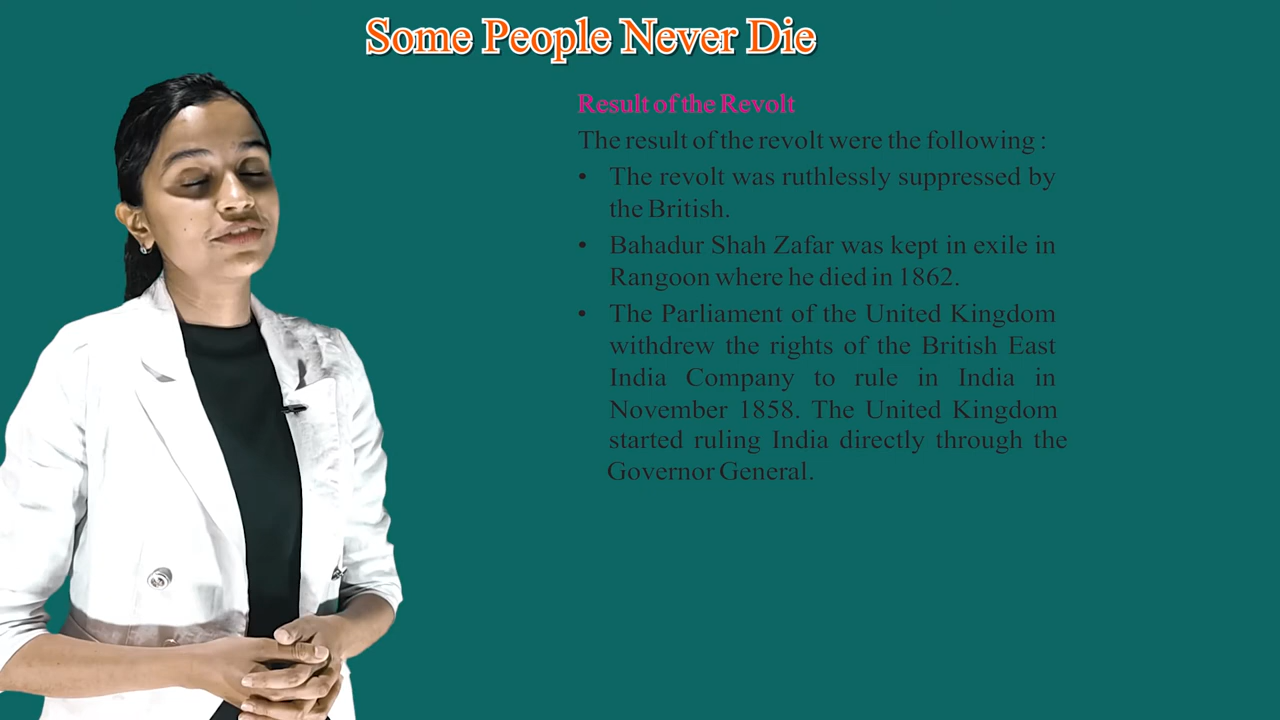 Some People Never Die
Result of the Revolt
The result of the revolt were the following :
• The revolt was ruthlessly suppressed by
the British.
• Bahadur Shah Zafar was kept in exile in
Rangoon where he died in 1862.
• The Parliament of the United Kingdom
withdrew the rights of the British East
India Company to rule in India in
November 1858. The United Kingdom
started ruling India directly through the
Governor General.